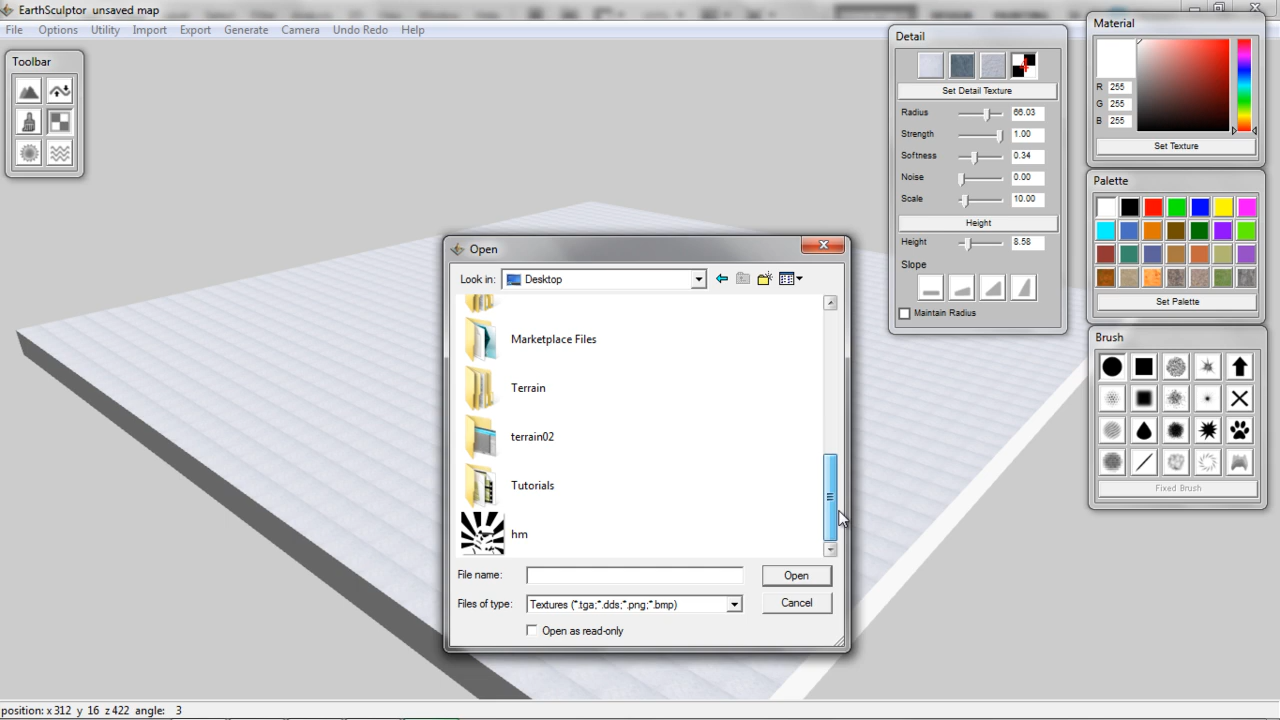 EarthSculptor unsaved map
File Options Utility Import Export Generate Camera Undo Redo Help
Toolbar
Detail
4
Set Detail Texture
Radius 66.03
Strength 1.00
Softness 0.34
Noise 0.00
Scale 10.00
Height
Height 8.58
Slope
Maintain Radius
Material
R 255
G 255
B 255
Set Texture
Palette
Set Palette
Brush
Fixed Brush
Open
Look in: Desktop
Marketplace Files
Terrain
terrain02
Tutorials
hm
File name: Open
Files of type: Textures (*.tga;*.dds;*.png;*.bmp) Cancel
Open as read-only
position: x 312 y 16 z 422 angle: 3